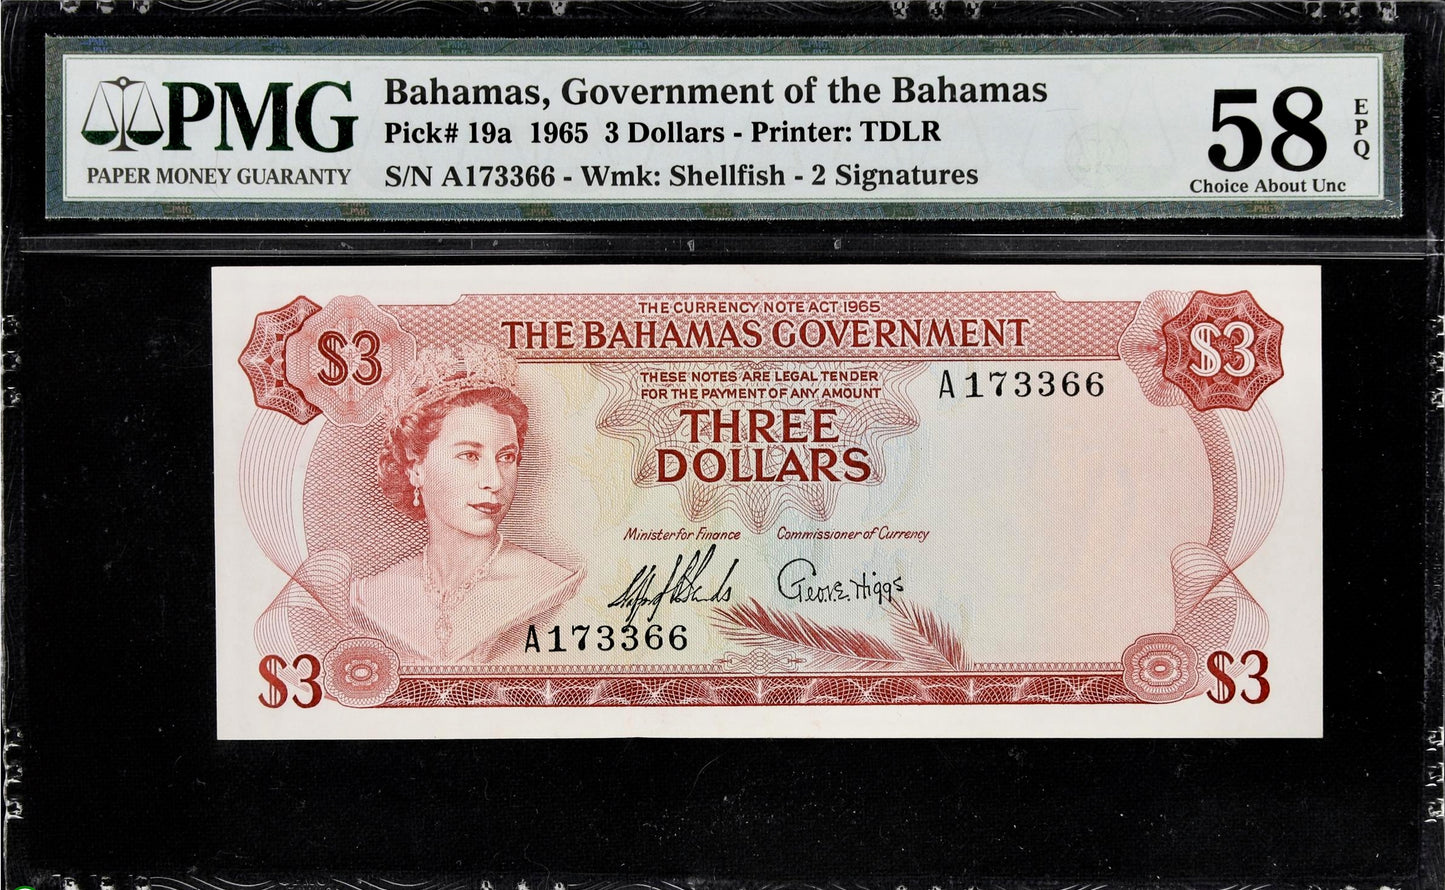 PMG
PAPER MONEY GUARANTY
Bahamas, Government of the Bahamas
Pick# 19a 1965 3 Dollars - Printer: TDLR
S/N A173366 - Wmk: Shellfish - 2 Signatures
58
EPQ
Choice About Unc
THE CURRENCY NOTE ACT 1965
THE BAHAMAS GOVERNMENT
$3
$3
THESE NOTES ARE LEGAL TENDER
FOR THE PAYMENT OF ANY AMOUNT
A173366
THREE
DOLLARS
Minister for Finance Commissioner of Currency
Geo. E. Higgs
A173366
$3
$3